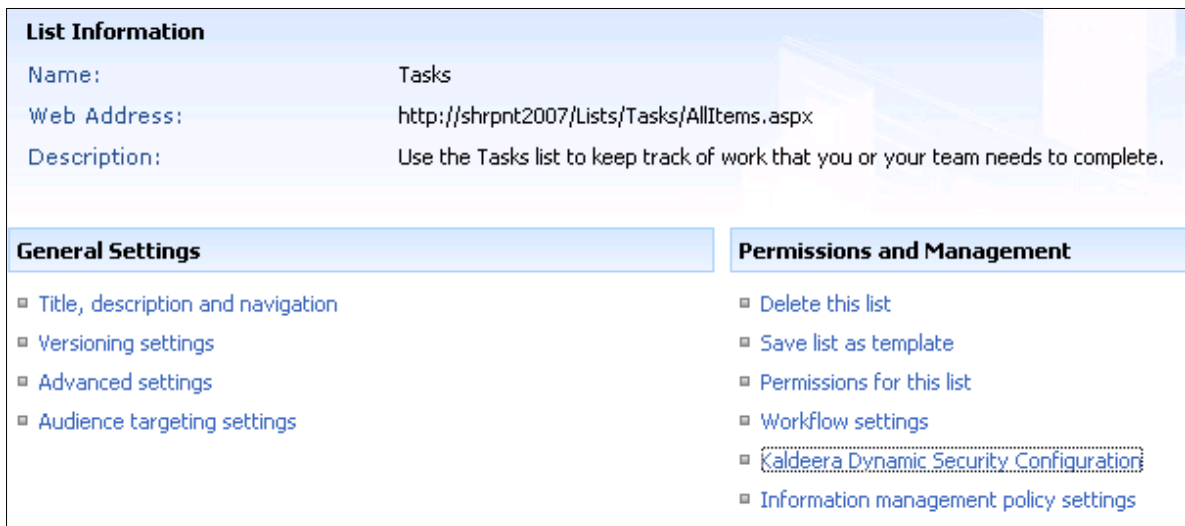 List Information
Name: Tasks
Web Address: http://shrpnt2007/Lists/Tasks/AllItems.aspx
Description: Use the Tasks list to keep track of work that you or your team needs to complete.
General Settings
Title, description and navigation
Versioning settings
Advanced settings
Audience targeting settings
Permissions and Management
Delete this list
Save list as template
Permissions for this list
Workflow settings
Kaldeera Dynamic Security Configuration
Information management policy settings